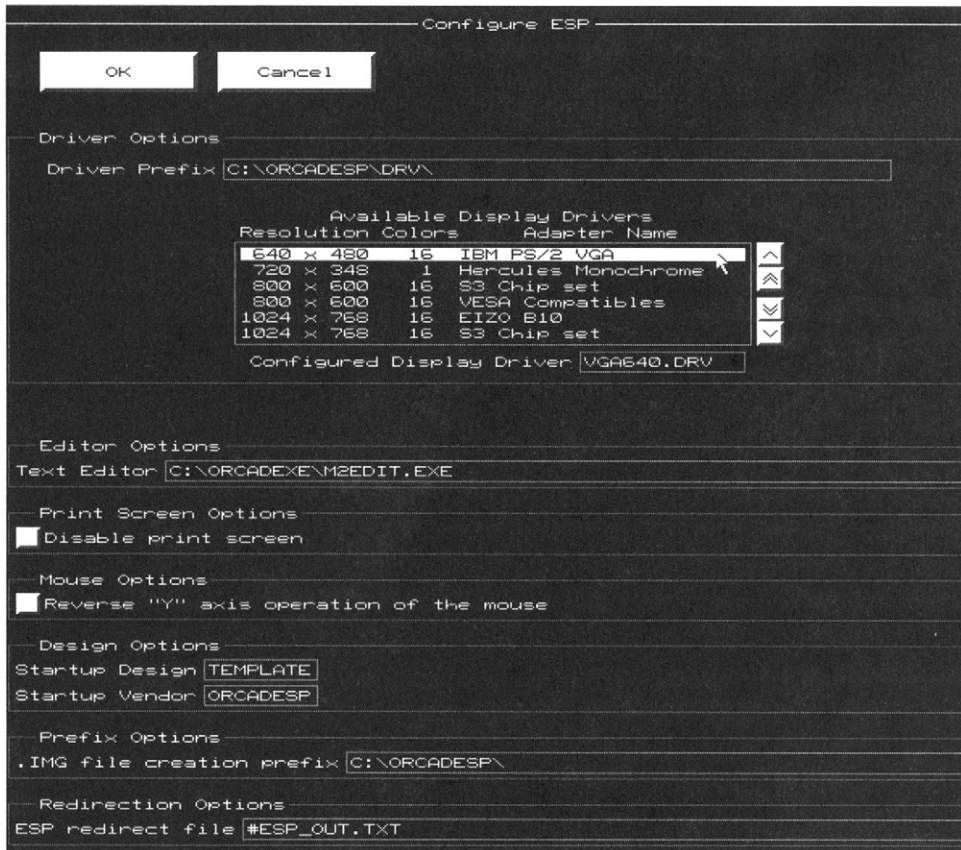 Configure ESP
OK Cancel
Driver Options
Driver Prefix C:\ORCADESP\DRV\
Available Display Drivers
Resolution Colors Adapter Name
640 x 480 16 IBM PS/2 VGA
720 x 348 1 Hercules Monochrome
800 x 600 16 S3 Chip set
800 x 600 16 VESA Compatibles
1024 x 768 16 EIZO B10
1024 x 768 16 S3 Chip set
Configured Display Driver VGA640.DRV
Editor Options
Text Editor C:\ORCADEXE\M2EDIT.EXE
Print Screen Options
Disable print screen
Mouse Options
Reverse "Y" axis operation of the mouse
Design Options
Startup Design TEMPLATE
Startup Vendor ORCADESP
Prefix Options
.IMG file creation prefix C:\ORCADESP\
Redirection Options
ESP redirect file #ESP_OUT.TXT